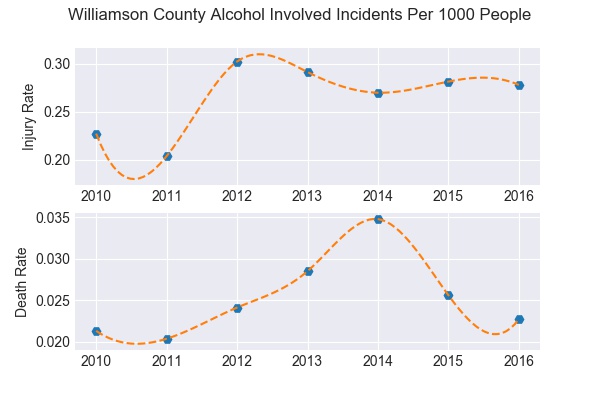 Williamson County Alcohol Involved Incidents Per 1000 People
0.30
0.25
0.20
Injury Rate
2010 2011 2012 2013 2014 2015 2016
0.035
0.030
0.025
0.020
Death Rate
2010 2011 2012 2013 2014 2015 2016